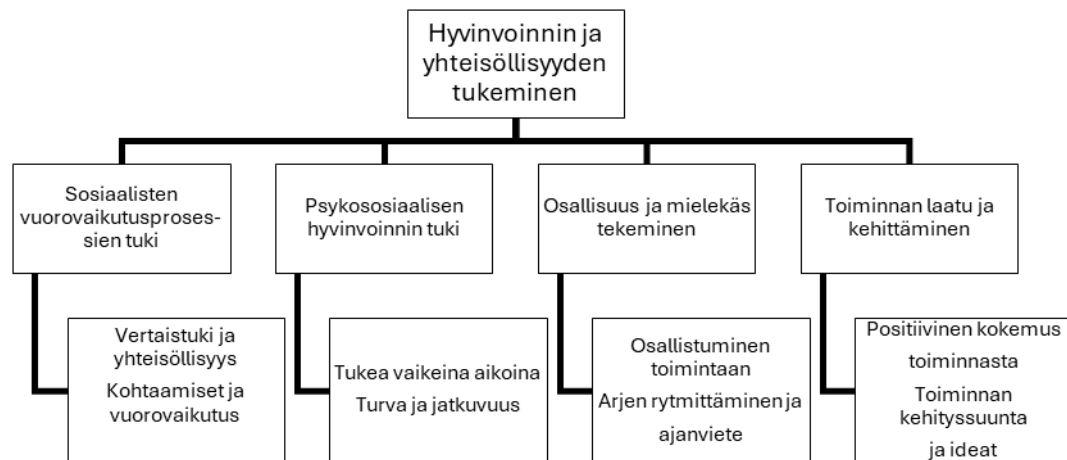 Hyvinvoinnin ja
yhteisöllisyyden
tukeminen
Sosiaalisten
vuorovaikutusproses-
sien tuki
Psykososiaalisen
hyvinvoinnin tuki
Osallisuus ja mielekäs
tekeminen
Toiminnan laatu ja
kehittäminen
Vertaistuki ja
yhteisöllisyys
Kohtaamiset ja
vuorovaikutus
Tukea vaikeina aikoina
Turva ja jatkuvuus
Osallistuminen
toimintaan
Arjen rytmittäminen ja
ajanviete
Positiivinen kokemus
toiminnasta
Toiminnan
kehityssuunta
ja ideat